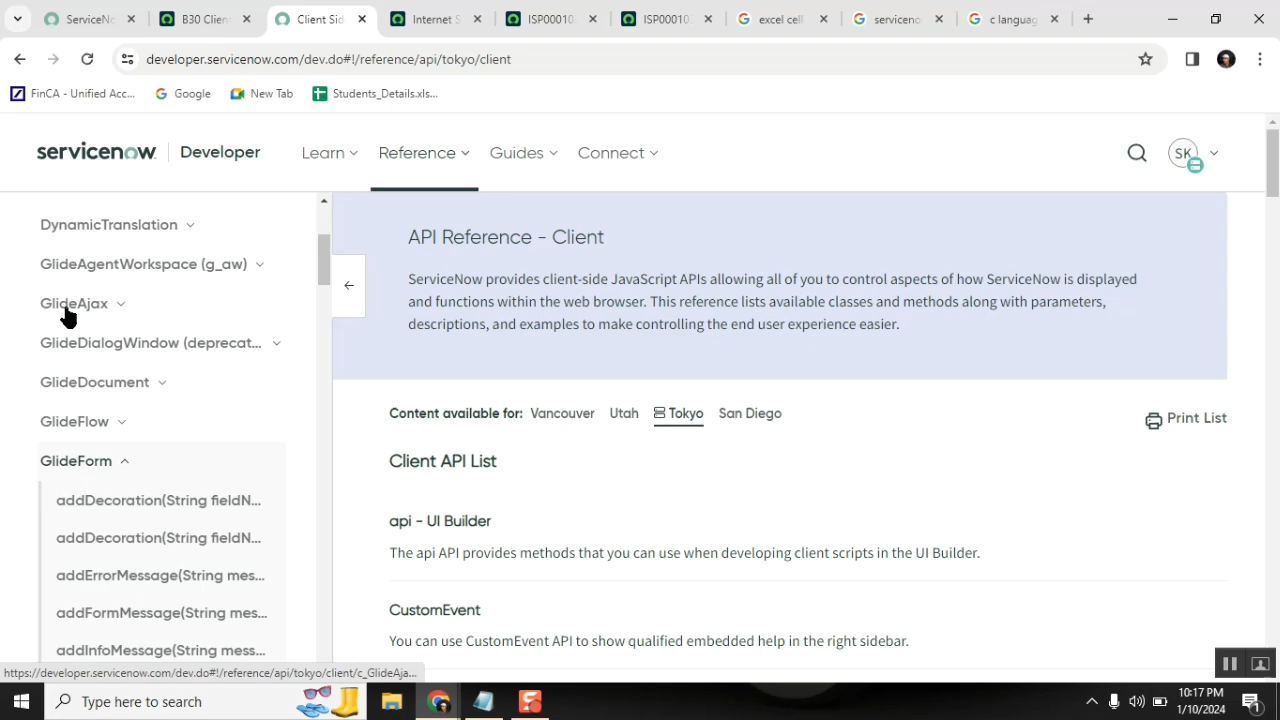 ServiceN
B30 Clien
Client Sid
Internet S
ISP00010
ISP00010
excel cell
serviceno
c languag
developer.servicenow.com/dev.do#!/reference/api/tokyo/client
FinCA - Unified Acc...
Google
New Tab
Students_Details.xls...
servicenow Developer
Learn
Reference
Guides
Connect
SK
DynamicTranslation
GlideAgentWorkspace (g_aw)
GlideAjax
GlideDialogWindow (deprecat...
GlideDocument
GlideFlow
GlideForm
addDecoration(String fieldN...
addDecoration(String fieldN...
addErrorMessage(String mes...
addFormMessage(String mes...
addInfoMessage(String mess...
API Reference - Client
ServiceNow provides client-side JavaScript APIs allowing all of you to control aspects of how ServiceNow is displayed
and functions within the web browser. This reference lists available classes and methods along with parameters,
descriptions, and examples to make controlling the end user experience easier.
Content available for: Vancouver Utah Tokyo San Diego
Print List
Client API List
api - UI Builder
The api API provides methods that you can use when developing client scripts in the UI Builder.
CustomEvent
You can use CustomEvent API to show qualified embedded help in the right sidebar.
https://developer.servicenow.com/dev.do#!/reference/api/tokyo/client/c_GlideAja...
Type here to search
10:17 PM
1/10/2024
1